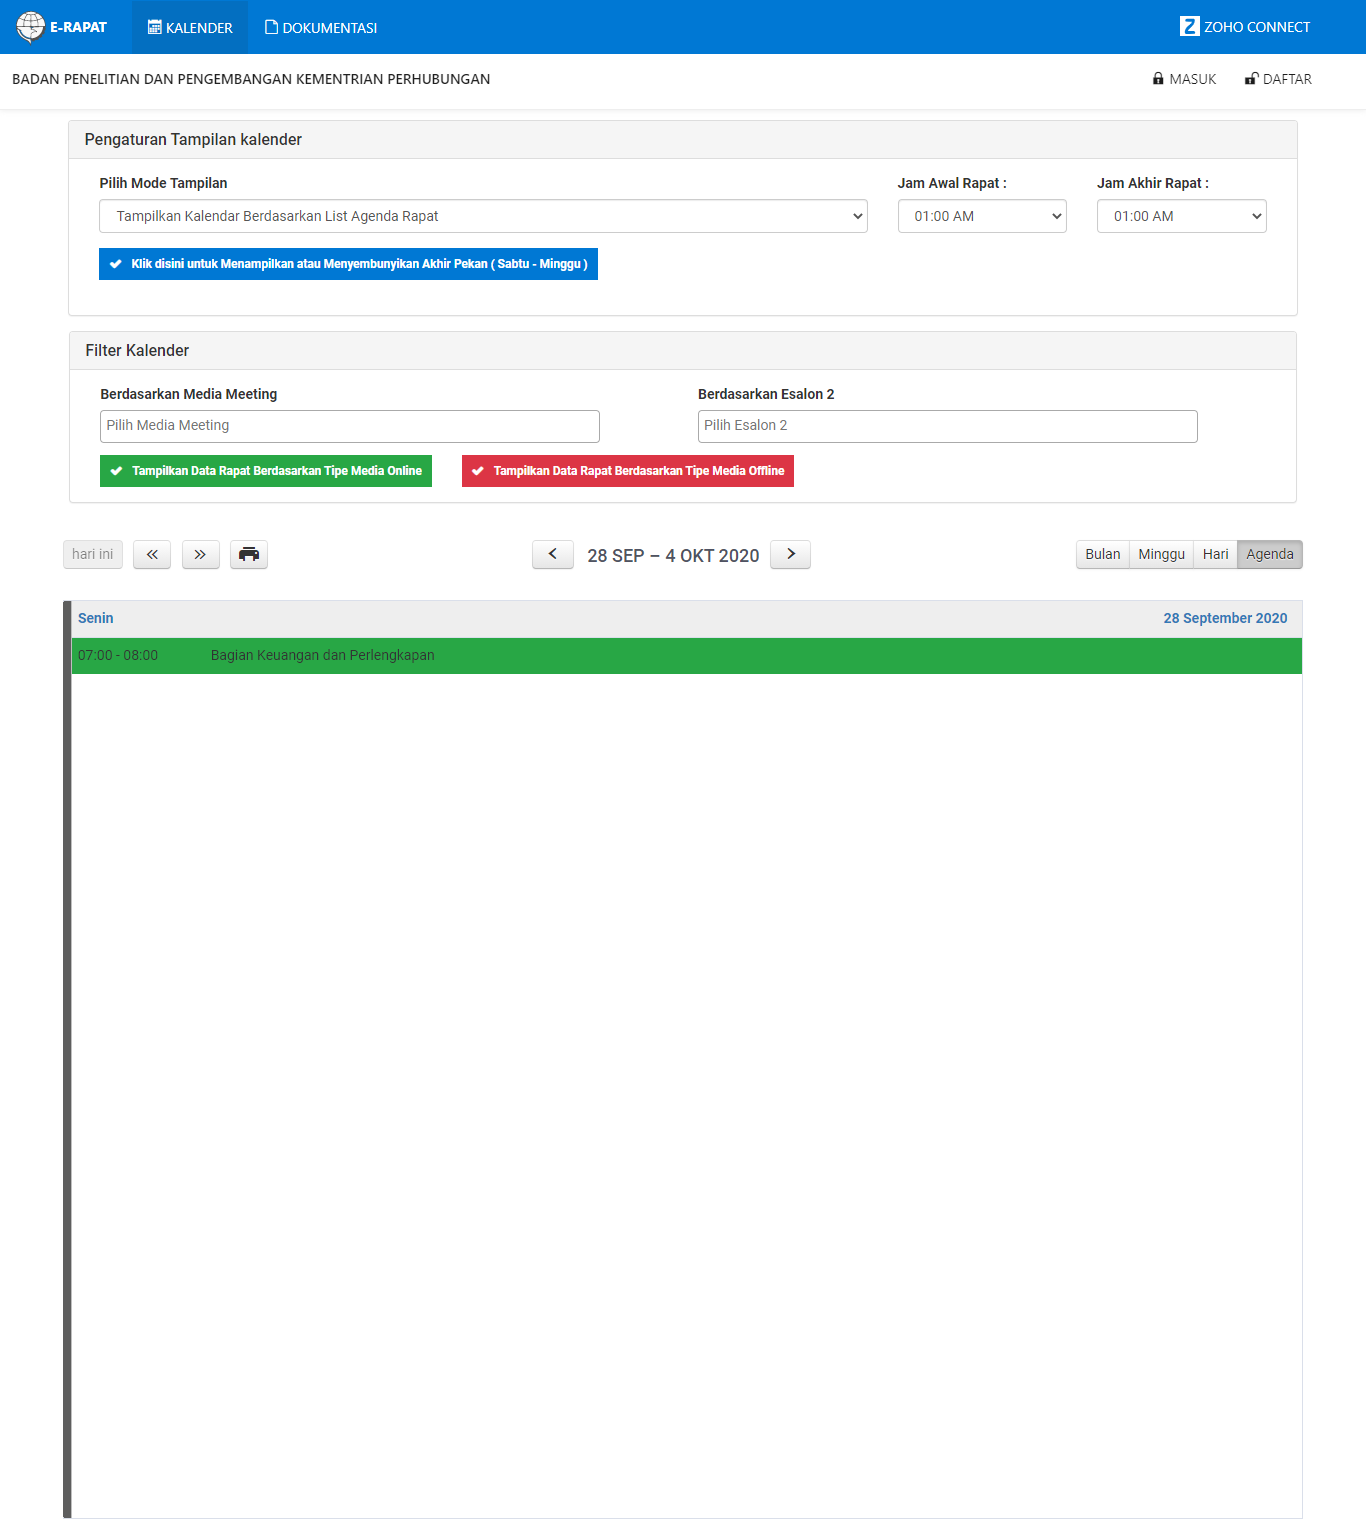 E-RAPAT KALENDER DOKUMENTASI ZOHO CONNECT
BADAN PENELITIAN DAN PENGEMBANGAN KEMENTRIAN PERHUBUNGAN MASUK DAFTAR
Pengaturan Tampilan kalender
Pilih Mode Tampilan Jam Awal Rapat : Jam Akhir Rapat :
Tampilkan Kalendar Berdasarkan List Agenda Rapat 01:00 AM 01:00 AM
Klik disini untuk Menampilkan atau Menyembunyikan Akhir Pekan ( Sabtu - Minggu )
Filter Kalender
Berdasarkan Media Meeting Berdasarkan Esalon 2
Pilih Media Meeting Pilih Esalon 2
Tampilkan Data Rapat Berdasarkan Tipe Media Online Tampilkan Data Rapat Berdasarkan Tipe Media Offline
hari ini 28 SEP – 4 OKT 2020 Bulan Minggu Hari Agenda
Senin 28 September 2020
07:00 - 08:00 Bagian Keuangan dan Perlengkapan